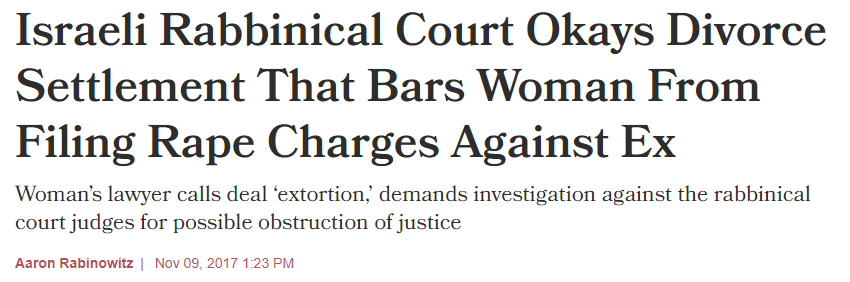 Israeli Rabbinical Court Okays Divorce
Settlement That Bars Woman From
Filing Rape Charges Against Ex
Woman's lawyer calls deal ‘extortion,’ demands investigation against the rabbinical
court judges for possible obstruction of justice
Aaron Rabinowitz | Nov 09, 2017 1:23 PM